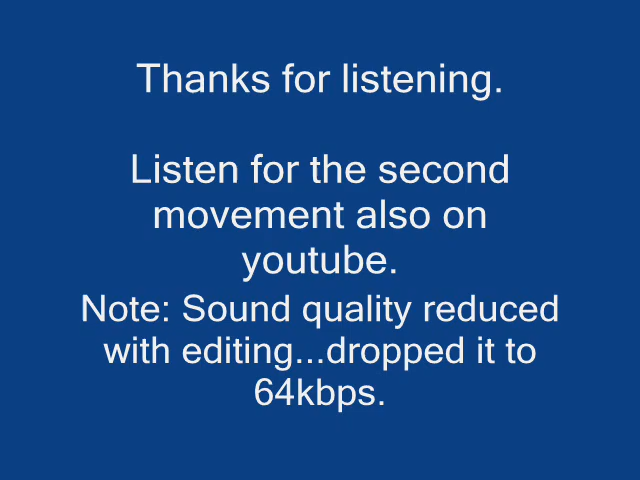 Thanks for listening.
Listen for the second
movement also on
youtube.
Note: Sound quality reduced
with editing...dropped it to
64kbps.